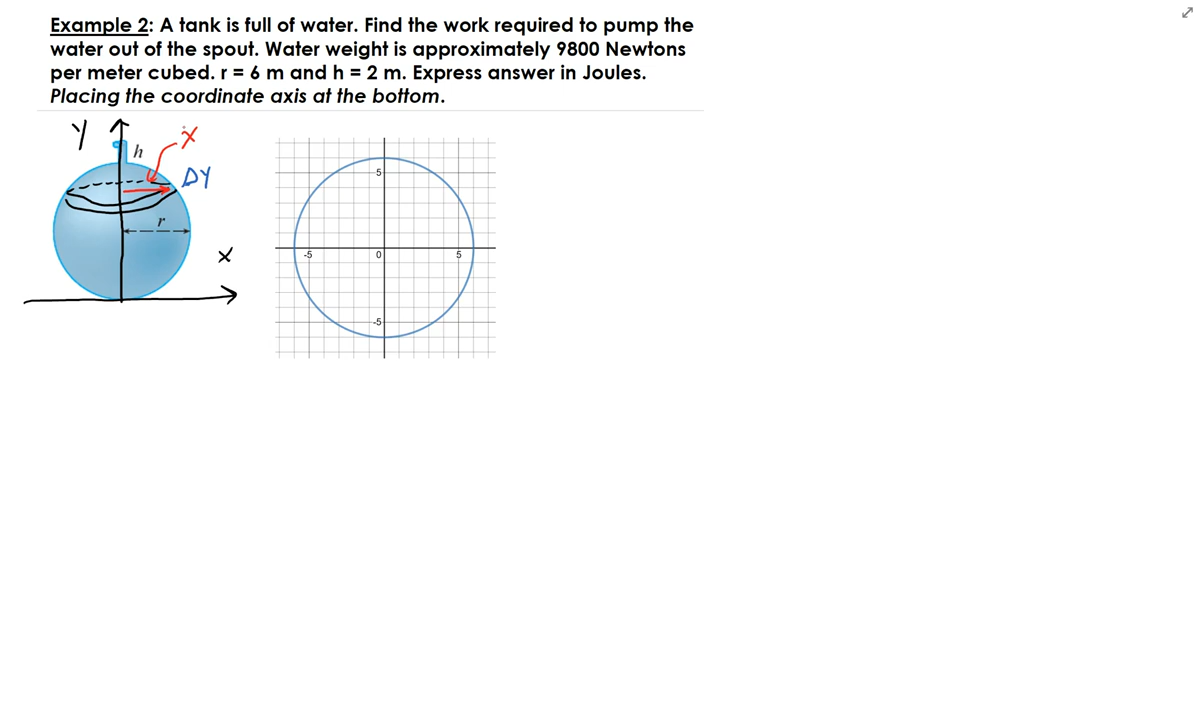 Example 2: A tank is full of water. Find the work required to pump the
water out of the spout. Water weight is approximately 9800 Newtons
per meter cubed. r = 6 m and h = 2 m. Express answer in Joules.
Placing the coordinate axis at the bottom.
Y
h
X
ΔY
r
X
5
-5
0
5
-5